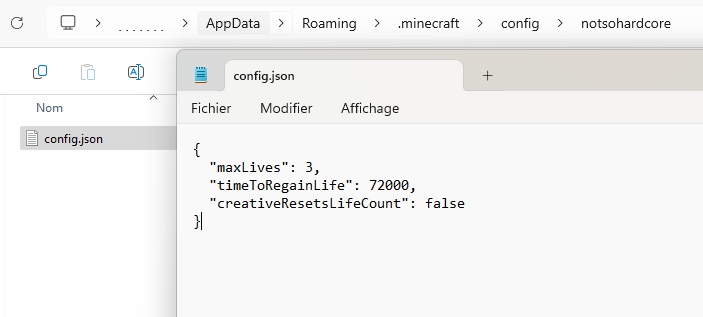 . . . . . . . > AppData > Roaming > .minecraft > config > notsohardcore
config.json
Fichier Modifier Affichage
Nom
config.json
{
"maxLives": 3,
"timeToRegainLife": 72000,
"creativeResetsLifeCount": false
}